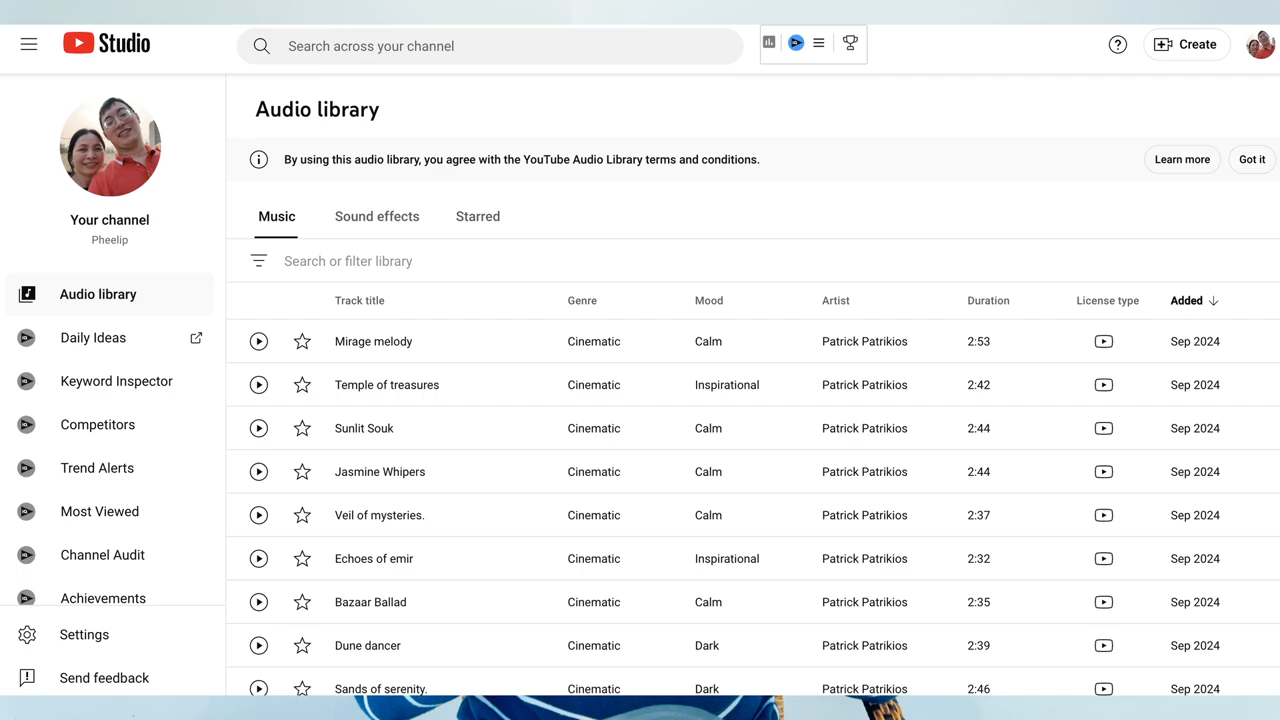 Studio
Search across your channel
Create
Your channel
Pheelip
Audio library
Daily Ideas
Keyword Inspector
Competitors
Trend Alerts
Most Viewed
Channel Audit
Achievements
Settings
Send feedback
Audio library
By using this audio library, you agree with the YouTube Audio Library terms and conditions. Learn more Got it
Music Sound effects Starred
Search or filter library
Track title Genre Mood Artist Duration License type Added
Mirage melody Cinematic Calm Patrick Patrikios 2:53 Sep 2024
Temple of treasures Cinematic Inspirational Patrick Patrikios 2:42 Sep 2024
Sunlit Souk Cinematic Calm Patrick Patrikios 2:44 Sep 2024
Jasmine Whipers Cinematic Calm Patrick Patrikios 2:44 Sep 2024
Veil of mysteries. Cinematic Calm Patrick Patrikios 2:37 Sep 2024
Echoes of emir Cinematic Inspirational Patrick Patrikios 2:32 Sep 2024
Bazaar Ballad Cinematic Calm Patrick Patrikios 2:35 Sep 2024
Dune dancer Cinematic Dark Patrick Patrikios 2:39 Sep 2024
Sands of serenity. Cinematic Dark Patrick Patrikios 2:46 Sep 2024